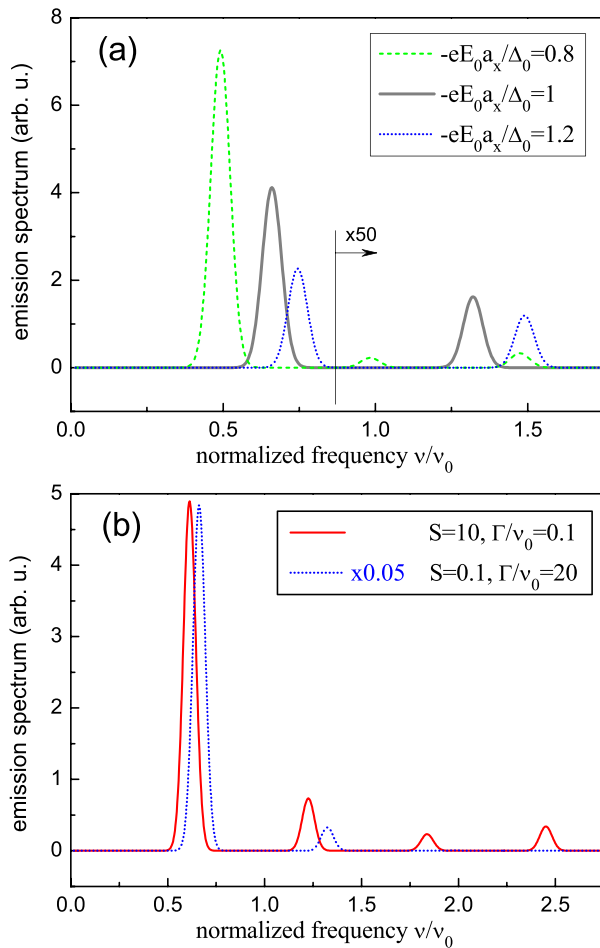 (a)
-eE₀aₓ/Δ₀=0.8
-eE₀aₓ/Δ₀=1
-eE₀aₓ/Δ₀=1.2
x50
emission spectrum (arb. u.)
8
6
4
2
0
0.0 0.5 1.0 1.5
normalized frequency ν/ν₀
(b)
S=10, Γ/ν₀=0.1
x0.05 S=0.1, Γ/ν₀=20
emission spectrum (arb. u.)
5
4
3
2
1
0
0.0 0.5 1.0 1.5 2.0 2.5
normalized frequency ν/ν₀